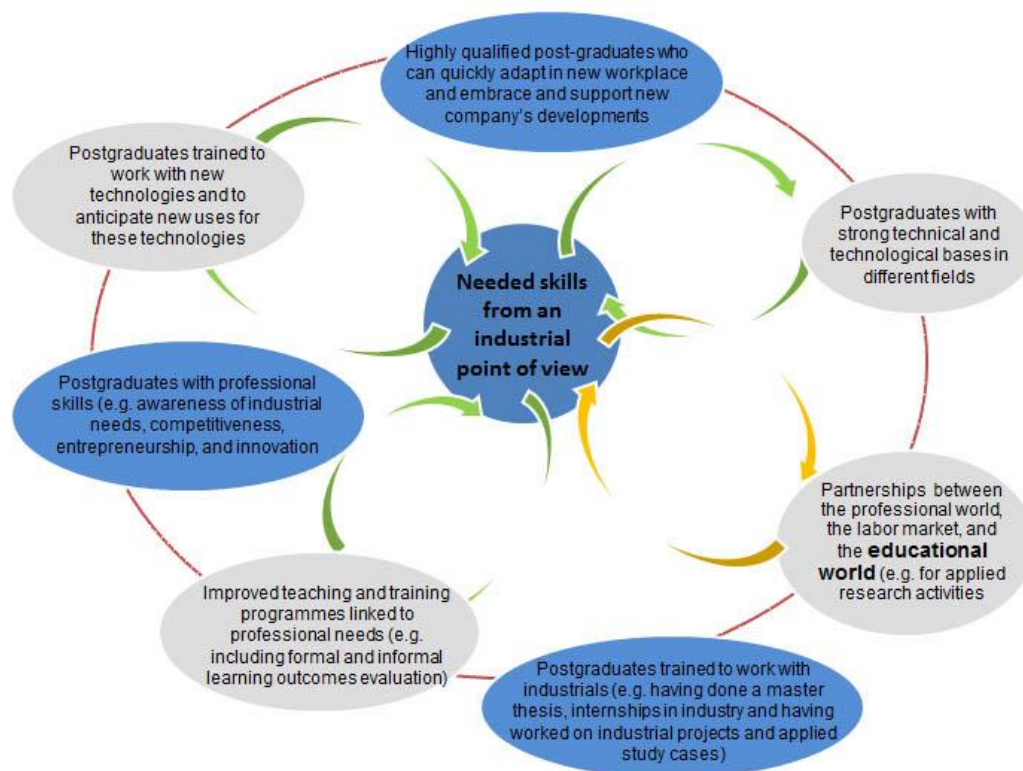 Highly qualified post-graduates who
can quickly adapt in new workplace
and embrace and support new
company's developments
Postgraduates trained to
work with new
technologies and to
anticipate new uses for
these technologies
Postgraduates with
strong technical and
technological bases in
different fields
Needed skills
from an
industrial
point of view
Postgraduates with professional
skills (e.g. awareness of industrial
needs, competitiveness,
entrepreneurship, and innovation
Partnerships between
the professional world,
the labor market, and
the educational
world (e.g. for applied
research activities
Improved teaching and training
programmes linked to
professional needs (e.g.
including formal and informal
learning outcomes evaluation)
Postgraduates trained to work with
industrials (e.g. having done a master
thesis, internships in industry and having
worked on industrial projects and applied
study cases)